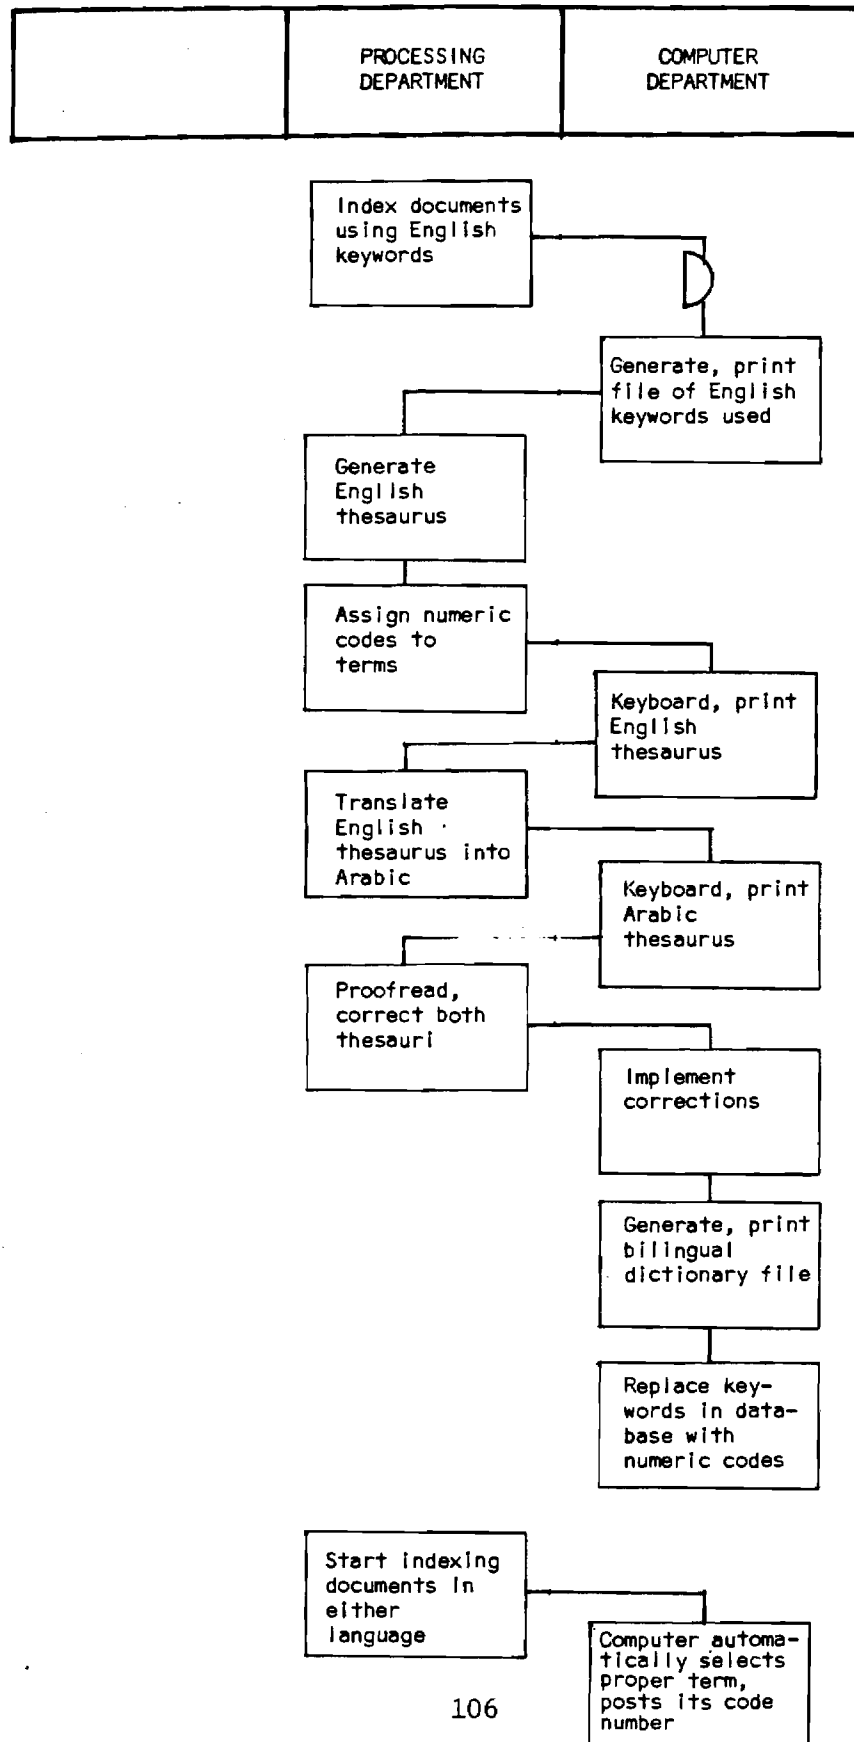 PROCESSING
DEPARTMENT
COMPUTER
DEPARTMENT
Index documents
using English
keywords
Generate, print
file of English
keywords used
Generate
English
thesaurus
Assign numeric
codes to
terms
Keyboard, print
English
thesaurus
Translate
English
thesaurus into
Arabic
Keyboard, print
Arabic
thesaurus
Proofread,
correct both
thesauri
Implement
corrections
Generate, print
bilingual
dictionary file
Replace key-
words in data-
base with
numeric codes
Start indexing
documents in
either
language
Computer automa-
tically selects
proper term,
posts its code
number
106